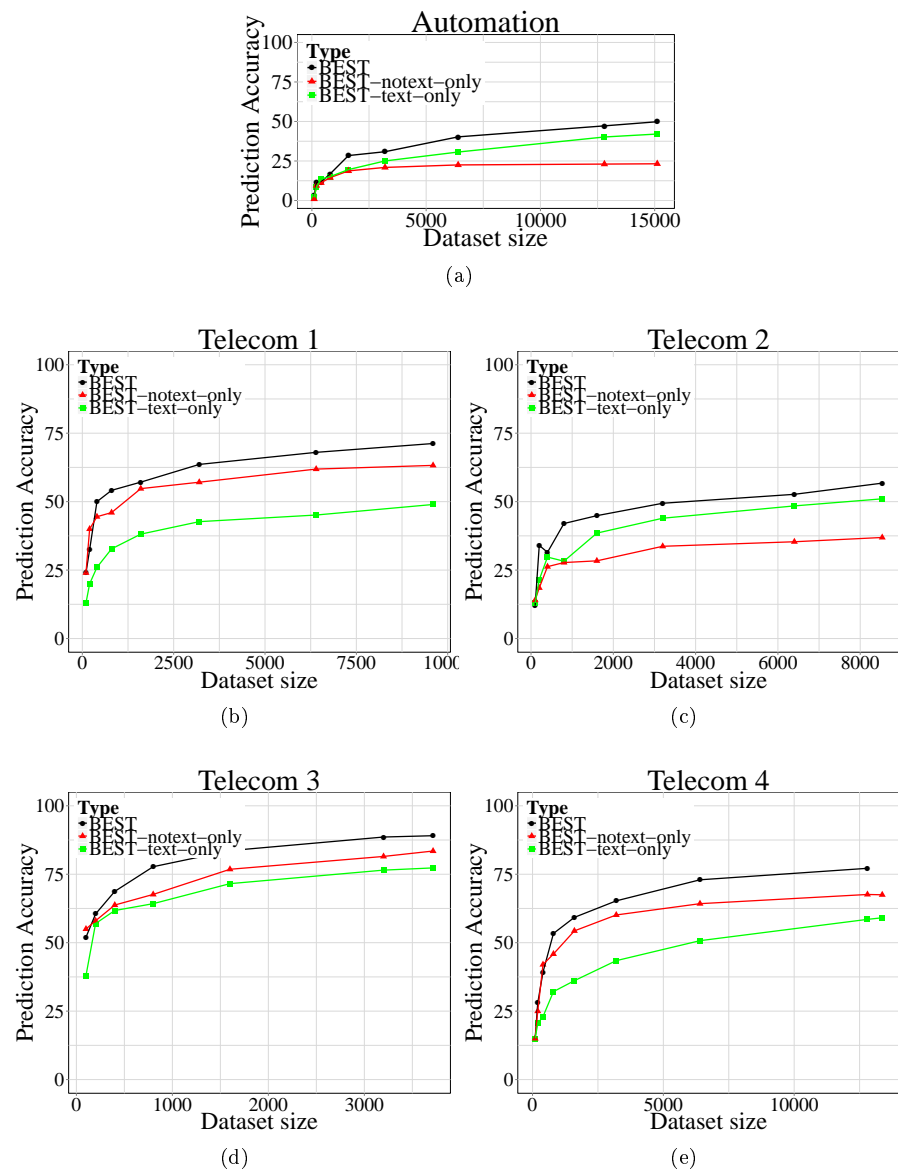 Automation
Prediction Accuracy
100
75
50
25
0
Type
BEST
BEST-notext-only
BEST-text-only
0 5000 10000 15000
Dataset size
(a)
Telecom 1
Prediction Accuracy
100
75
50
25
0
Type
BEST
BEST-notext-only
BEST-text-only
0 2500 5000 7500 1000
Dataset size
(b)
Telecom 2
Prediction Accuracy
100
75
50
25
0
Type
BEST
BEST-notext-only
BEST-text-only
0 2000 4000 6000 8000
Dataset size
(c)
Telecom 3
Prediction Accuracy
100
75
50
25
0
Type
BEST
BEST-notext-only
BEST-text-only
0 1000 2000 3000
Dataset size
(d)
Telecom 4
Prediction Accuracy
100
75
50
25
0
Type
BEST
BEST-notext-only
BEST-text-only
0 5000 10000
Dataset size
(e)